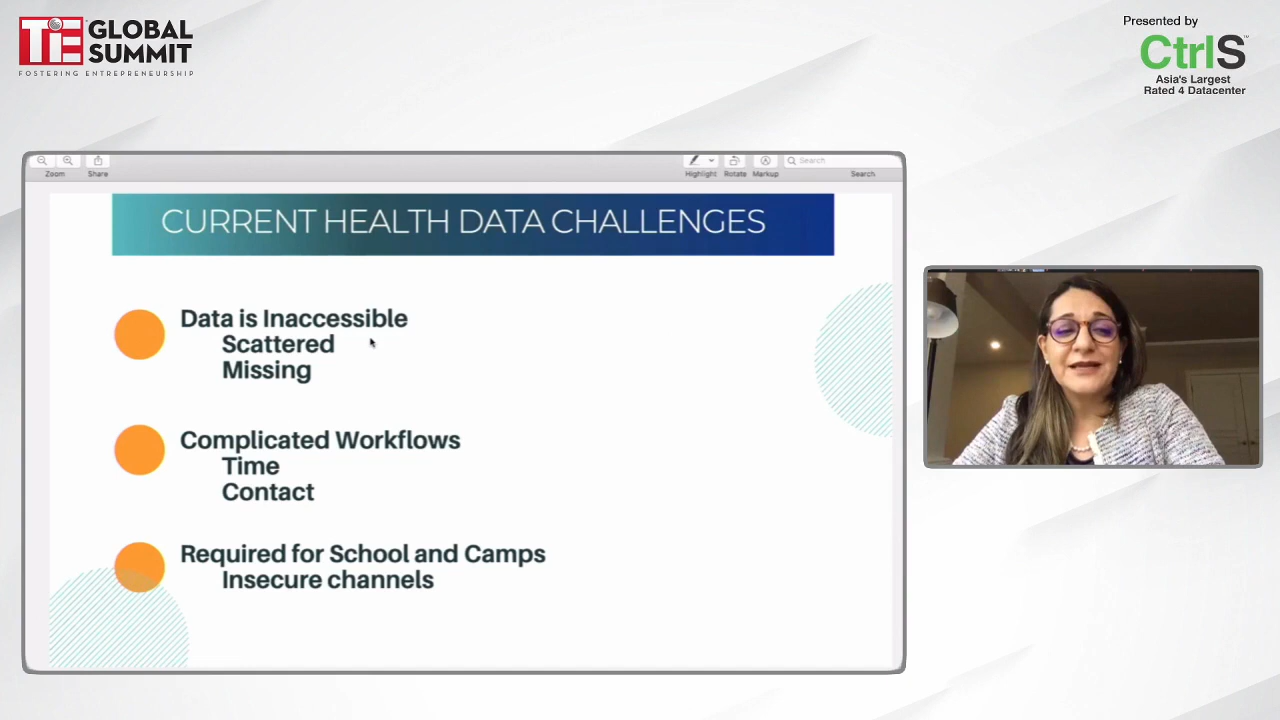 TiE GLOBAL
SUMMIT
FOSTERING ENTREPRENEURSHIP
Presented by
CtrlS™
Asia's Largest
Rated 4 Datacenter
Zoom
Share
Highlight
Rotate
Markup
Search
Search
CURRENT HEALTH DATA CHALLENGES
Data is Inaccessible
Scattered
Missing
Complicated Workflows
Time
Contact
Required for School and Camps
Insecure channels